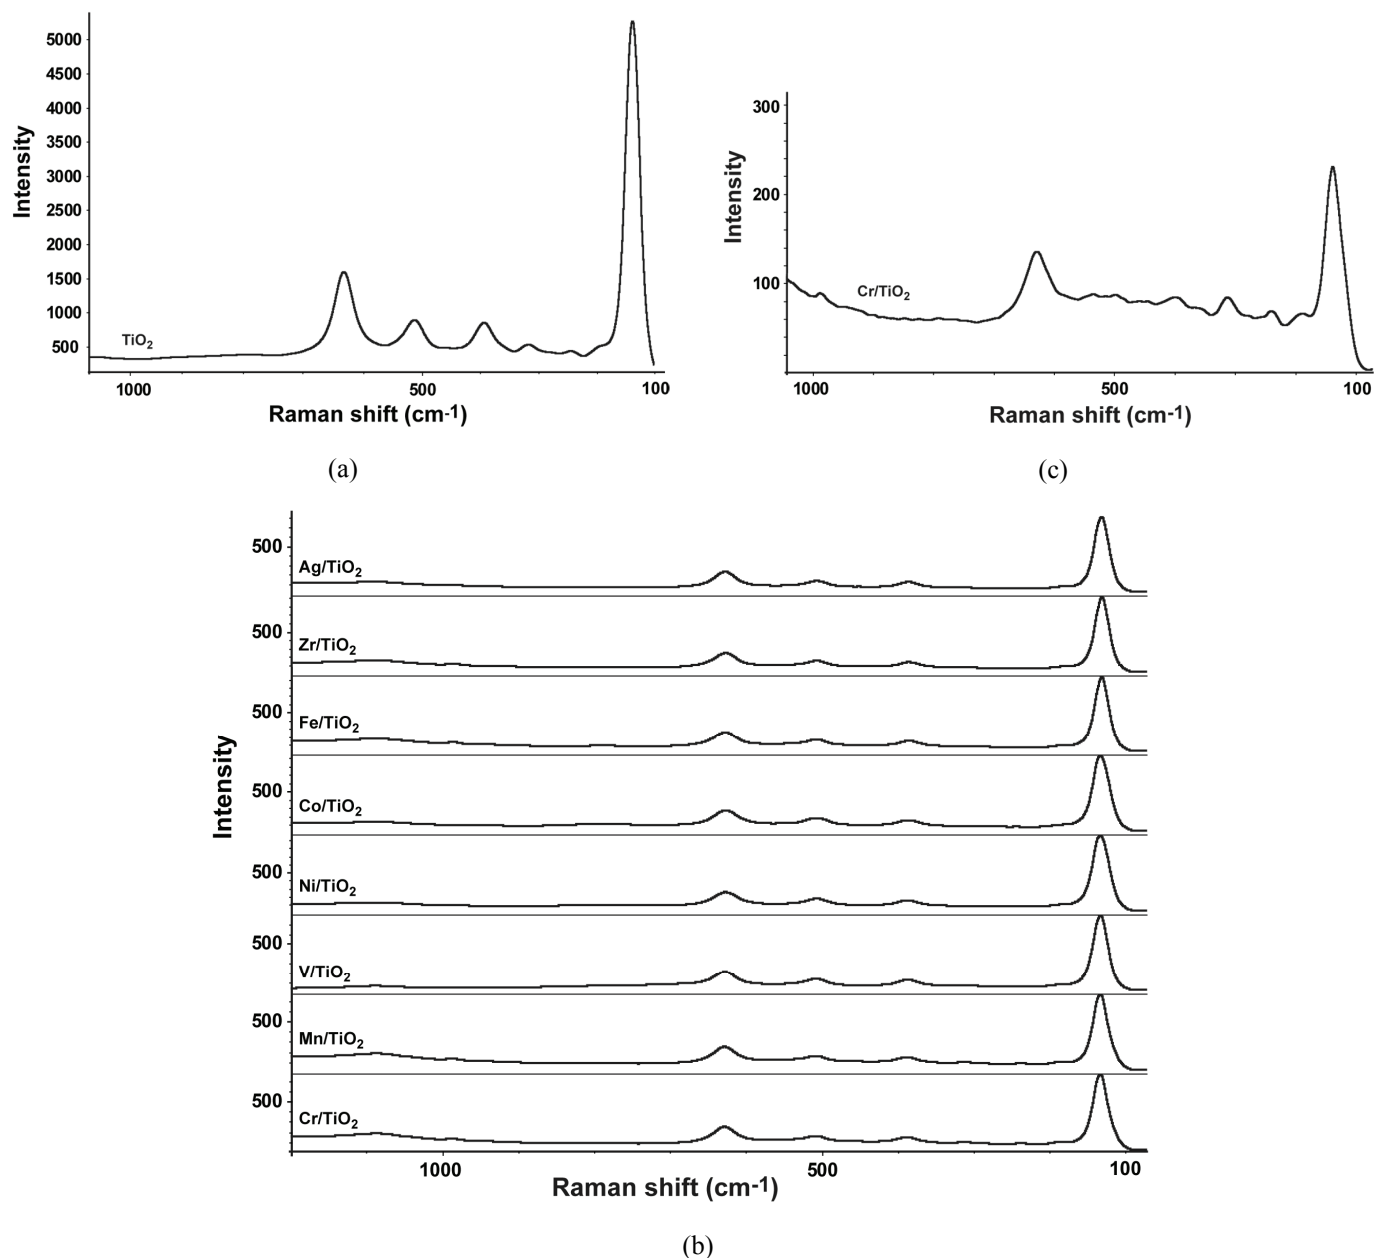 5000
4500
4000
3500
3000
2500
2000
1500
1000
500
Intensity
TiO2
1000 500 100
Raman shift (cm-1)
(a)
300
200
100
Intensity
Cr/TiO2
1000 500 100
Raman shift (cm-1)
(c)
Intensity
500
Ag/TiO2
500
Zr/TiO2
500
Fe/TiO2
500
Co/TiO2
500
Ni/TiO2
500
V/TiO2
500
Mn/TiO2
500
Cr/TiO2
1000 500 100
Raman shift (cm-1)
(b)